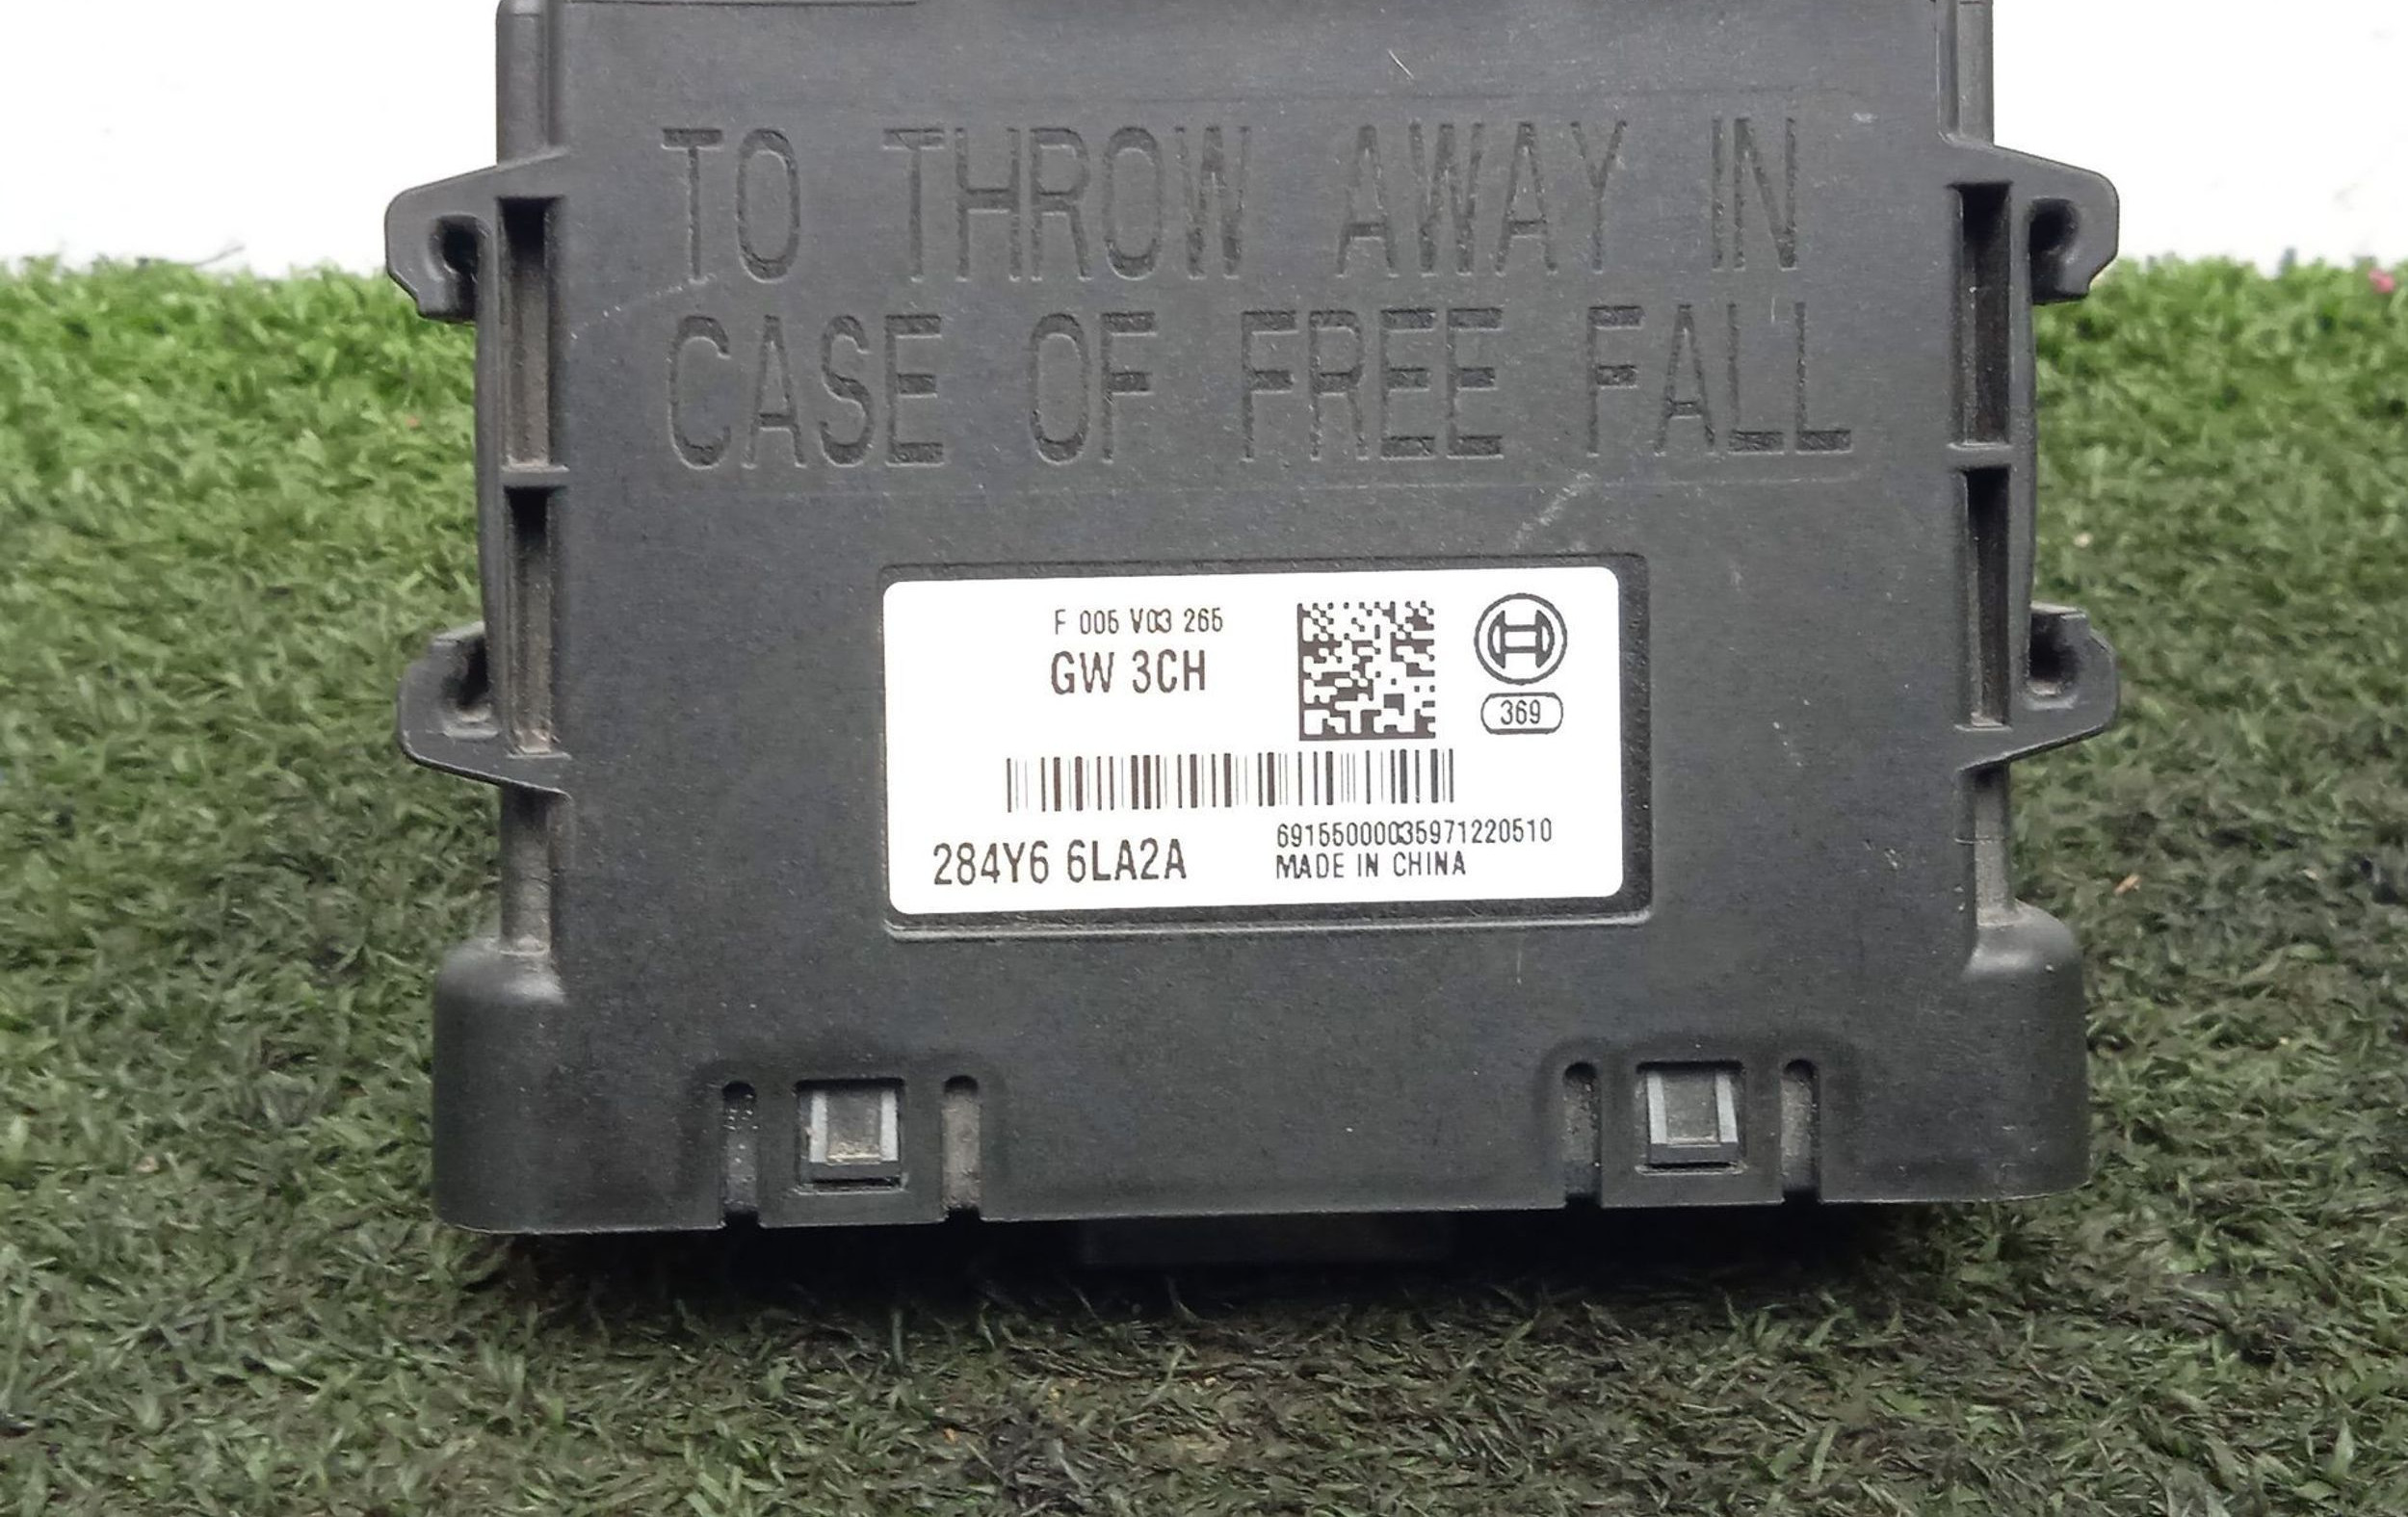 TO THROW AWAY IN
CASE OF FREE FALL
F 005 V03 265
GW 3CH
369
284Y6 6LA2A
69155000035971220510
MADE IN CHINA